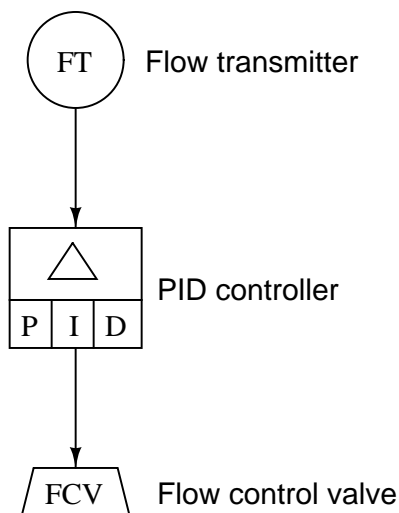 FT Flow transmitter
PID controller
P I D
FCV Flow control valve